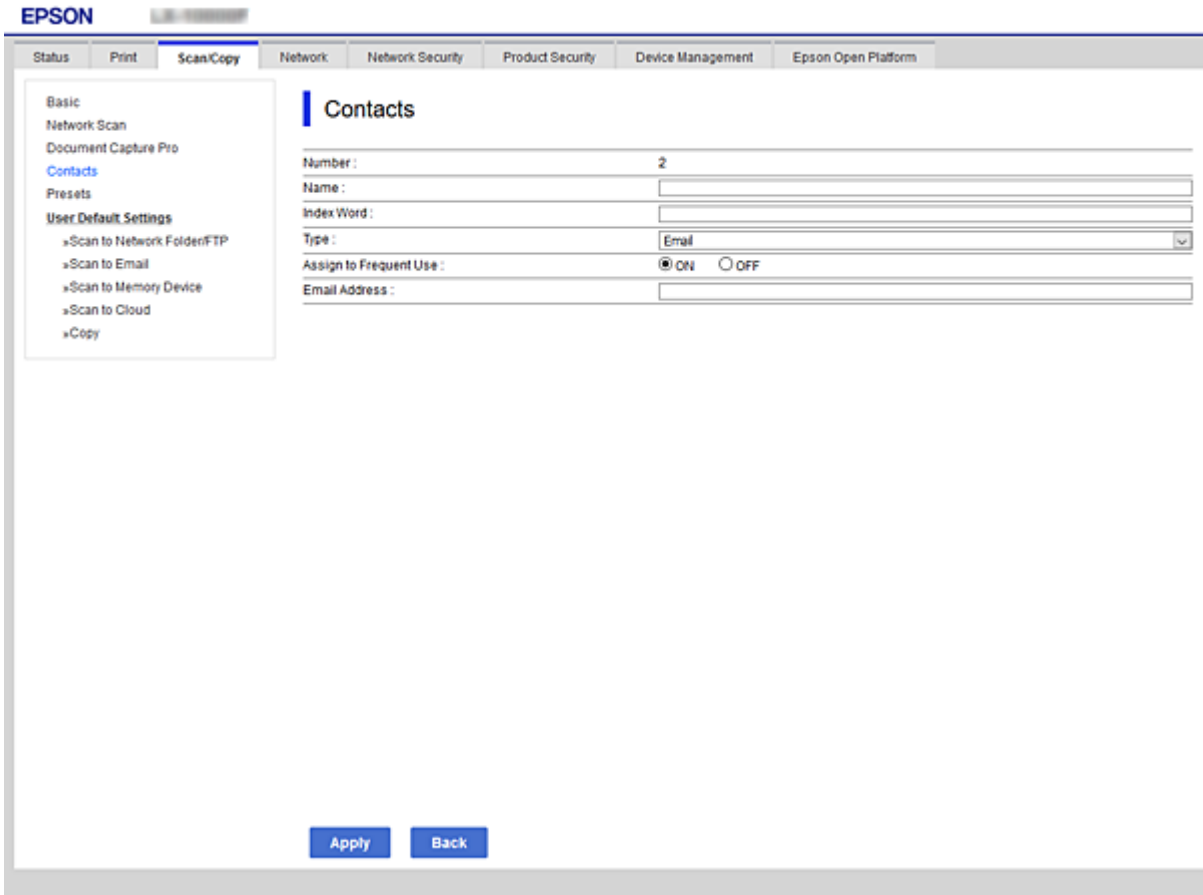 EPSON
Status Print Scan/Copy Network Network Security Product Security Device Management Epson Open Platform
Basic
Network Scan
Document Capture Pro
Contacts
Presets
User Default Settings
»Scan to Network Folder/FTP
»Scan to Email
»Scan to Memory Device
»Scan to Cloud
»Copy
Contacts
Number : 2
Name :
Index Word :
Type : Email
Assign to Frequent Use : ON OFF
Email Address :
Apply Back